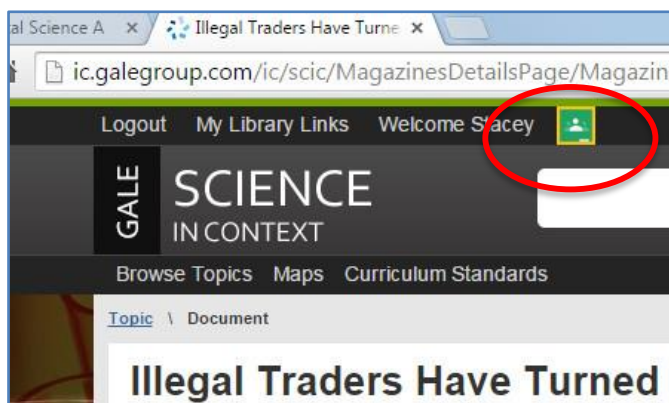 al Science A × Illegal Traders Have Turne ×
ic.galegroup.com/ic/scic/MagazinesDetailsPage/Magazin
Logout My Library Links Welcome Stacey
GALE
SCIENCE
IN CONTEXT
Browse Topics Maps Curriculum Standards
Topic \ Document
Illegal Traders Have Turned